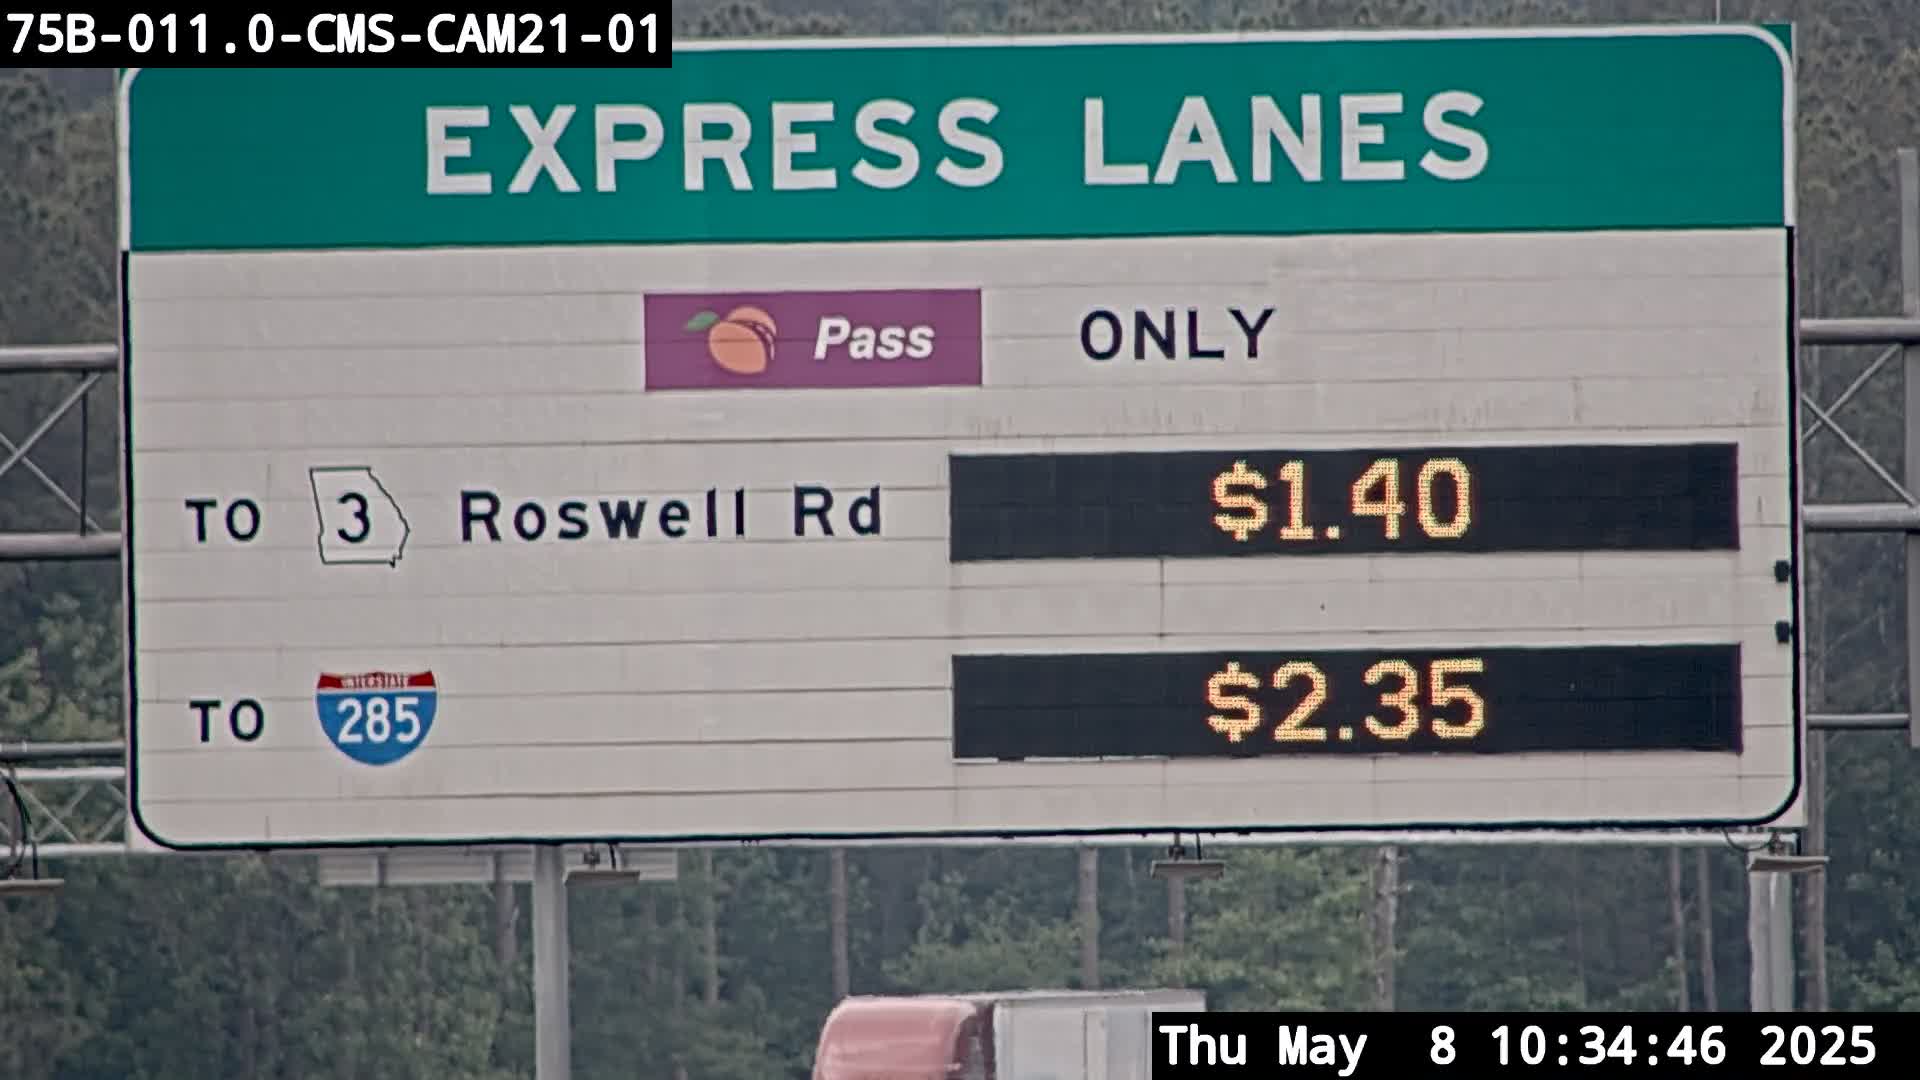 75B-011.0-CMS-CAM21-01
EXPRESS LANES
Pass ONLY
TO 3 Roswell Rd $1.40
INTERSTATE
TO 285 $2.35
Thu May 8 10:34:46 2025